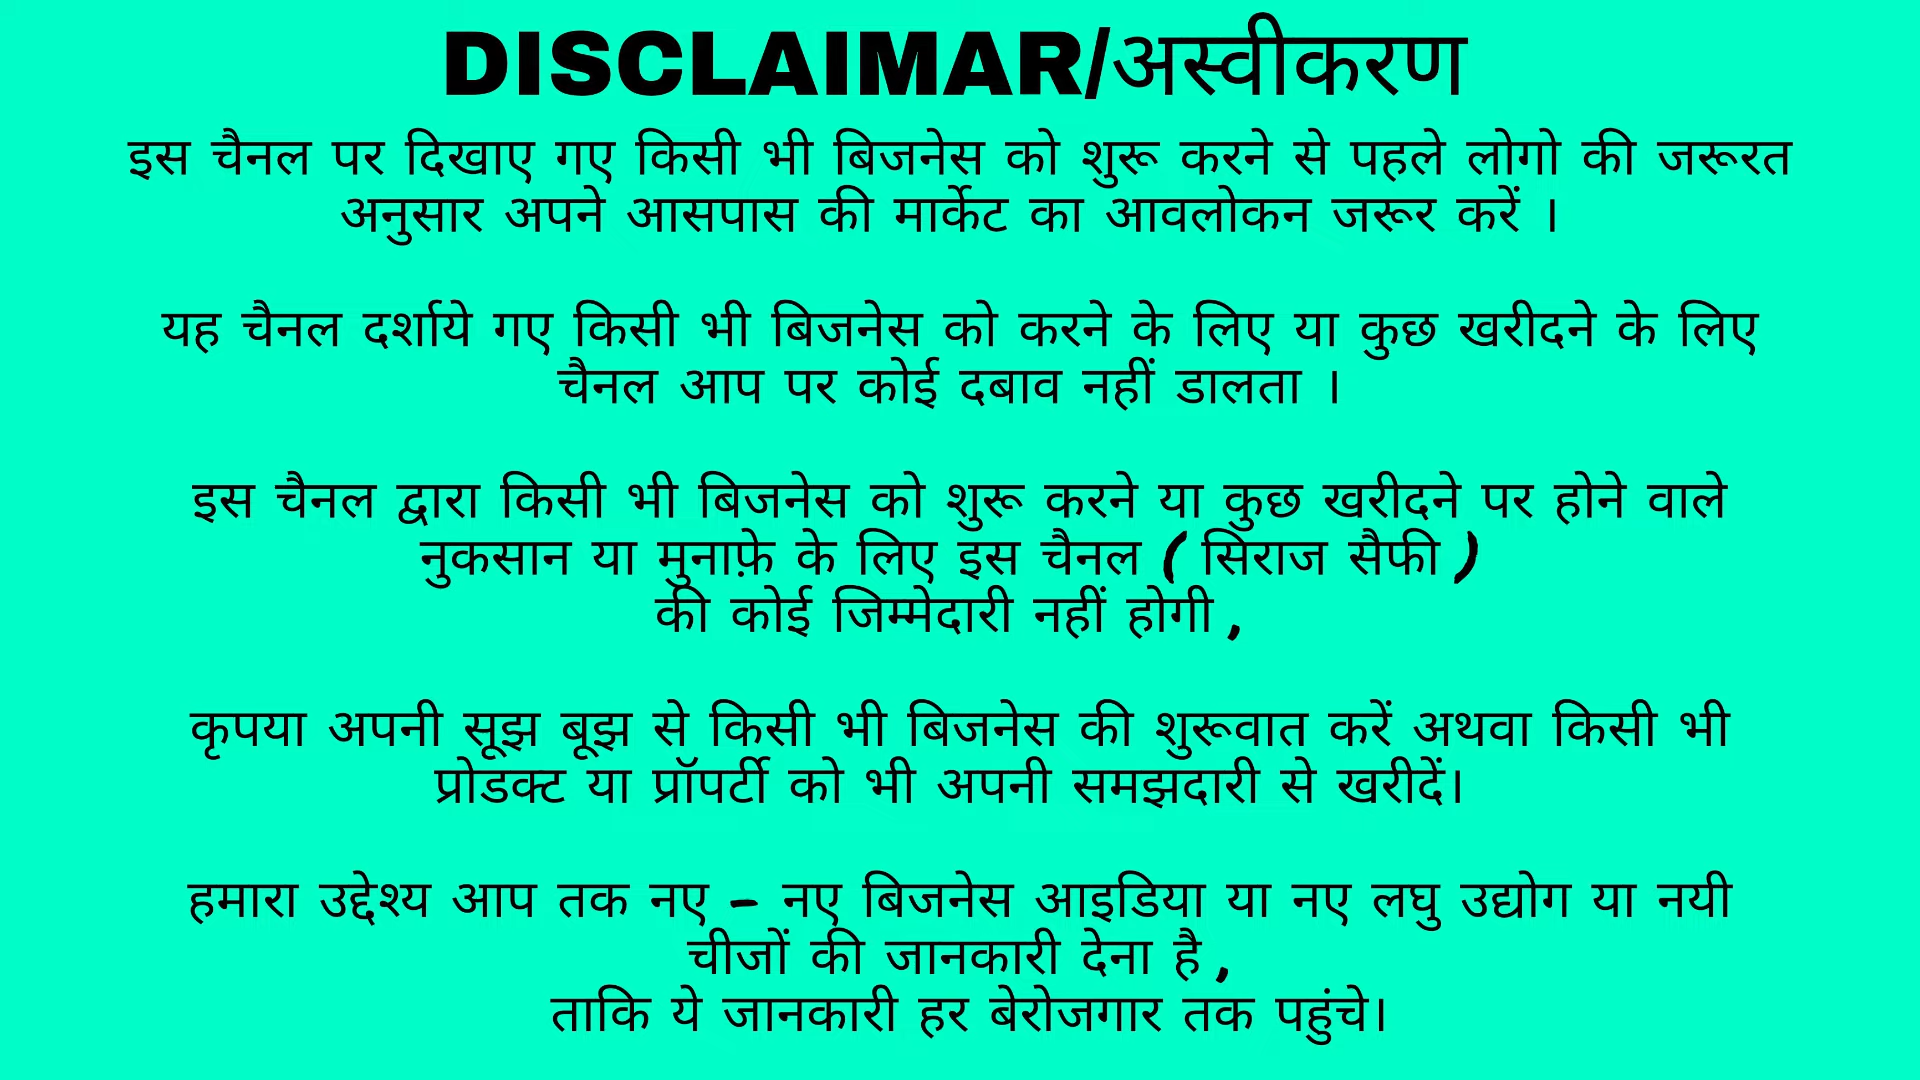 DISCLAIMAR/अस्वीकरण
इस चैनल पर दिखाए गए किसी भी बिजनेस को शुरू करने से पहले लोगो की जरूरत
अनुसार अपने आसपास की मार्केट का आवलोकन जरूर करें ।
यह चैनल दर्शाये गए किसी भी बिजनेस को करने के लिए या कुछ खरीदने के लिए
चैनल आप पर कोई दबाव नहीं डालता ।
इस चैनल द्वारा किसी भी बिजनेस को शुरू करने या कुछ खरीदने पर होने वाले
नुकसान या मुनाफ़े के लिए इस चैनल ( सिराज सैफी )
की कोई जिम्मेदारी नहीं होगी ,
कृपया अपनी सूझ बूझ से किसी भी बिजनेस की शुरूवात करें अथवा किसी भी
प्रोडक्ट या प्रॉपर्टी को भी अपनी समझदारी से खरीदें।
हमारा उद्देश्य आप तक नए - नए बिजनेस आइडिया या नए लघु उद्योग या नयी
चीजों की जानकारी देना है ,
ताकि ये जानकारी हर बेरोजगार तक पहुंचे।